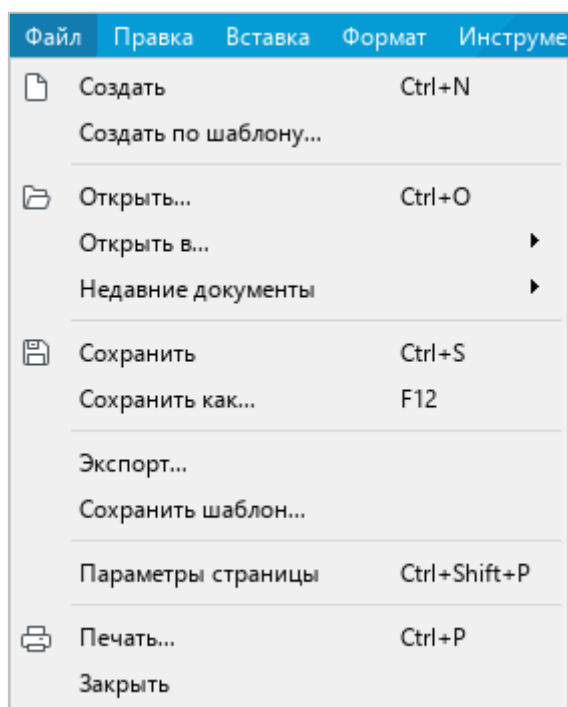 Файл Правка Вставка Формат Инструме
Создать Ctrl+N
Создать по шаблону...
Открыть... Ctrl+O
Открыть в...
Недавние документы
Сохранить Ctrl+S
Сохранить как... F12
Экспорт...
Сохранить шаблон...
Параметры страницы Ctrl+Shift+P
Печать... Ctrl+P
Закрыть